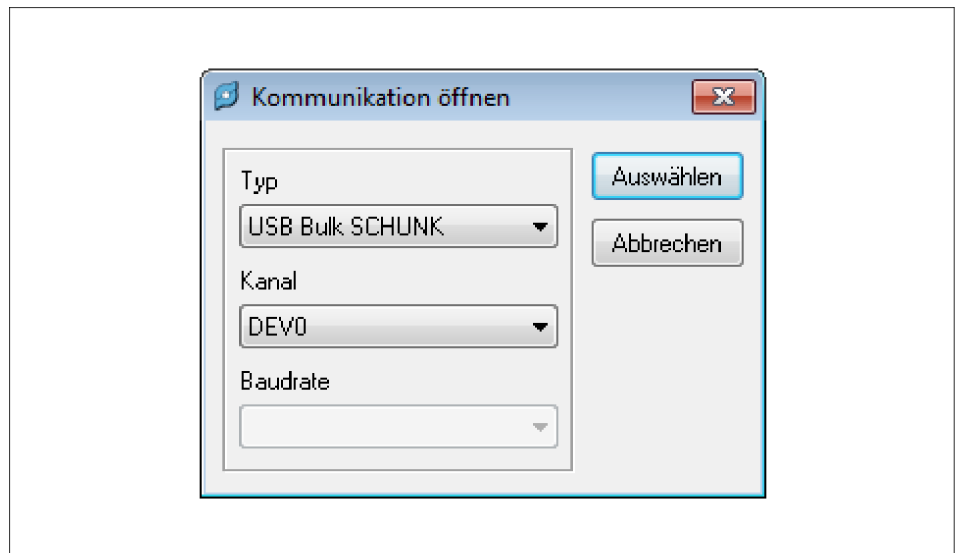 Kommunikation öffnen
Typ
USB Bulk SCHUNK
Kanal
DEV0
Baudrate
Auswählen
Abbrechen